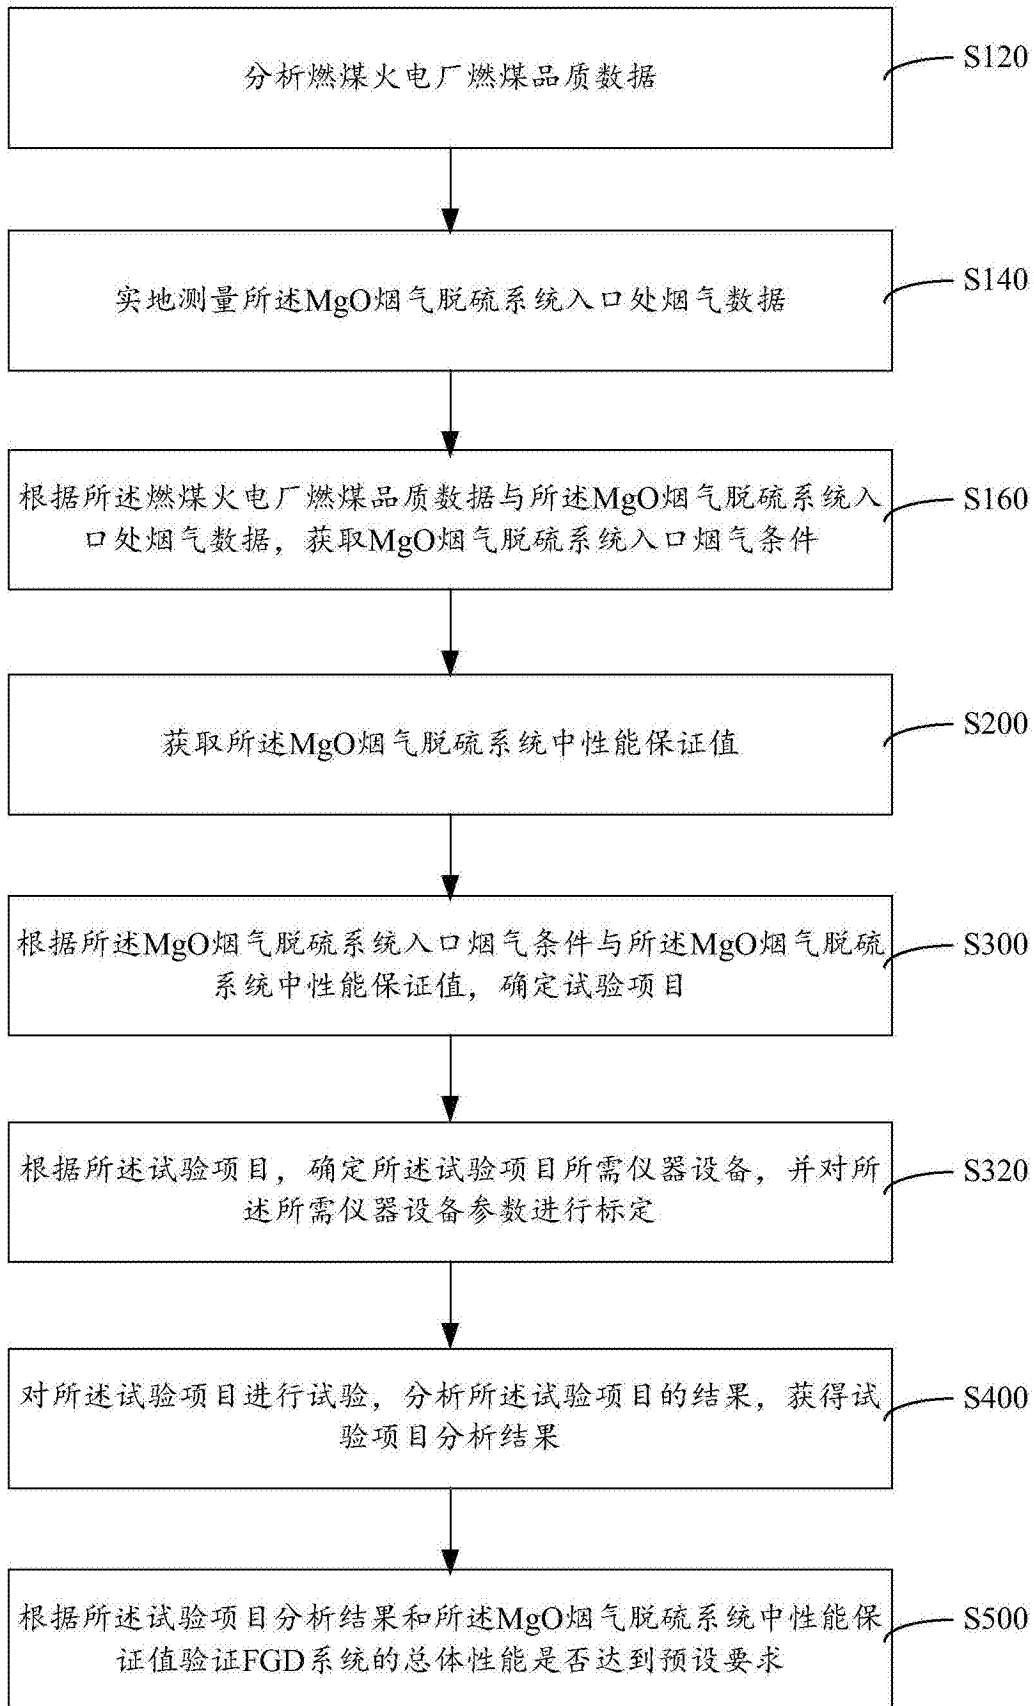 分析燃煤火电厂燃煤品质数据
S120
实地测量所述MgO烟气脱硫系统入口处烟气数据
S140
根据所述燃煤火电厂燃煤品质数据与所述MgO烟气脱硫系统入
口处烟气数据，获取MgO烟气脱硫系统入口烟气条件
S160
获取所述MgO烟气脱硫系统中性能保证值
S200
根据所述MgO烟气脱硫系统入口烟气条件与所述MgO烟气脱硫
系统中性能保证值，确定试验项目
S300
根据所述试验项目，确定所述试验项目所需仪器设备，并对所
述所需仪器设备参数进行标定
S320
对所述试验项目进行试验，分析所述试验项目的结果，获得试
验项目分析结果
S400
根据所述试验项目分析结果和所述MgO烟气脱硫系统中性能保
证值验证FGD系统的总体性能是否达到预设要求
S500